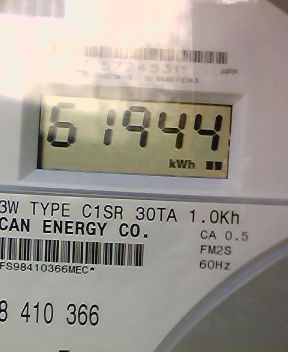 61944
kWh
3W TYPE C1SR 30TA 1.0Kh
CAN ENERGY CO.
CA 0.5
FM2S
60Hz
FS98410366MEC*
8 410 366